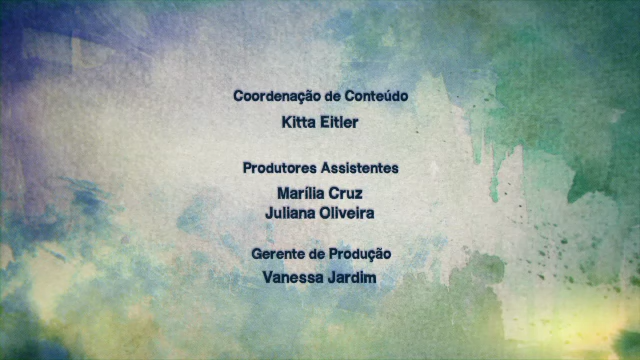 Coordenação de Conteúdo
Kitta Eitler
Produtores Assistentes
Marília Cruz
Juliana Oliveira
Gerente de Produção
Vanessa Jardim